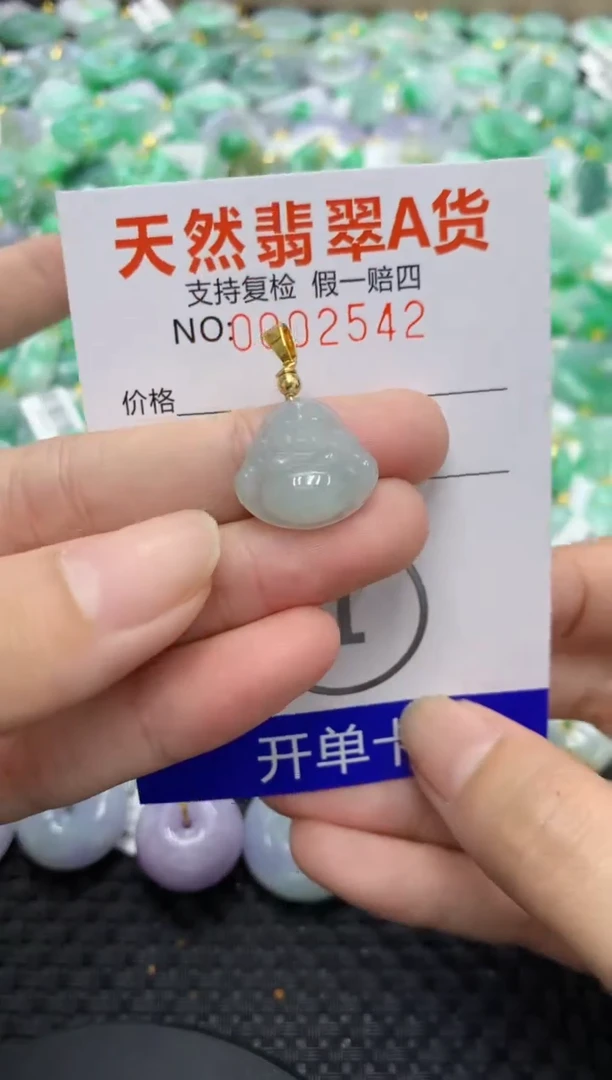 天然翡翠A货
支持复检 假一赔四
NO:0002542
价格
开单卡